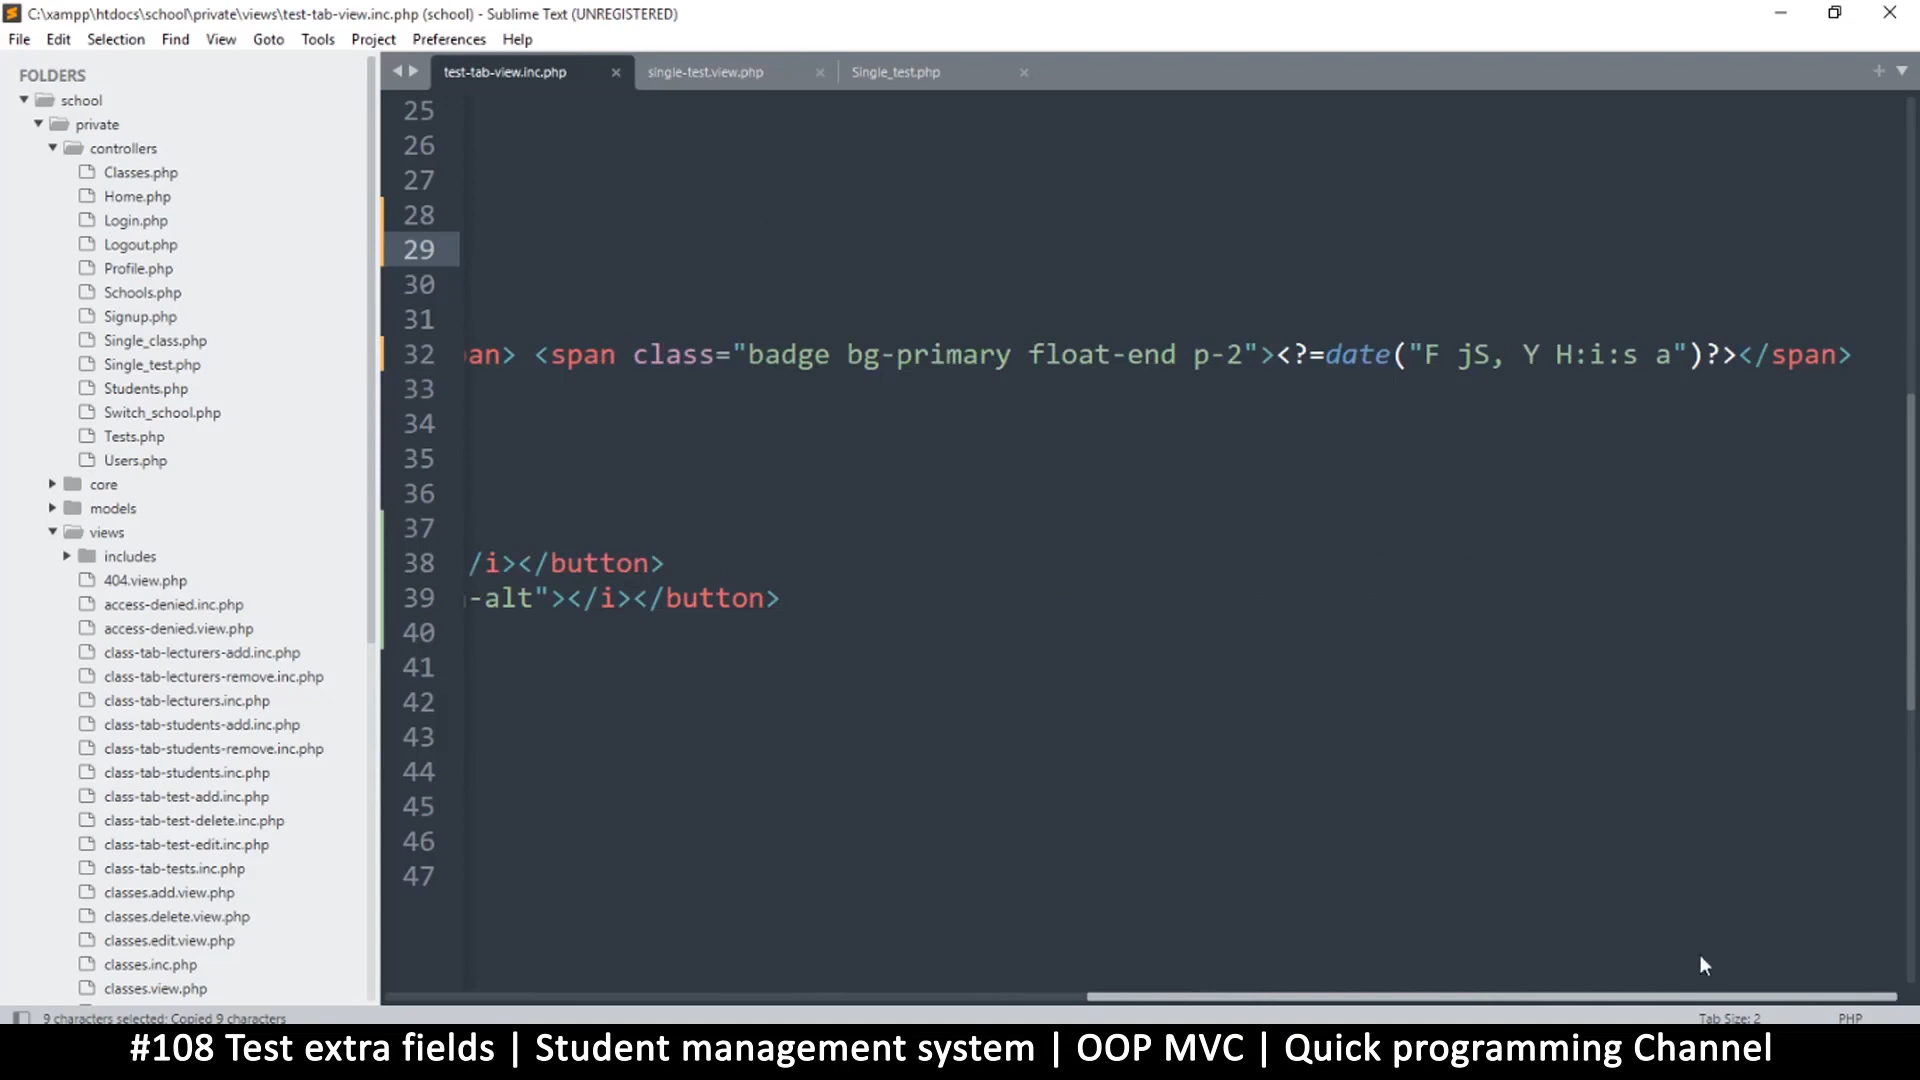 C:\xampp\htdocs\school\private\views\test-tab-view.inc.php (school) - Sublime Text (UNREGISTERED)
File Edit Selection Find View Goto Tools Project Preferences Help
FOLDERS
school
private
controllers
Classes.php
Home.php
Login.php
Logout.php
Profile.php
Schools.php
Signup.php
Single_class.php
Single_test.php
Students.php
Switch_school.php
Tests.php
Users.php
core
models
views
includes
404.view.php
access-denied.inc.php
access-denied.view.php
class-tab-lecturers-add.inc.php
class-tab-lecturers-remove.inc.php
class-tab-lecturers.inc.php
class-tab-students-add.inc.php
class-tab-students-remove.inc.php
class-tab-students.inc.php
class-tab-test-add.inc.php
class-tab-test-delete.inc.php
class-tab-test-edit.inc.php
class-tab-tests.inc.php
classes.add.view.php
classes.delete.view.php
classes.edit.view.php
classes.inc.php
classes.view.php
test-tab-view.inc.php single-test.view.php Single_test.php
25
26
27
28
29
30
31
32 an> <span class="badge bg-primary float-end p-2"><?=date("F jS, Y H:i:s a")?></span>
33
34
35
36
37
38 /i></button>
39 -alt"></i></button>
40
41
42
43
44
45
46
47
9 characters selected: Copied 9 characters Tab Size: 2 PHP
#108 Test extra fields | Student management system | OOP MVC | Quick programming Channel